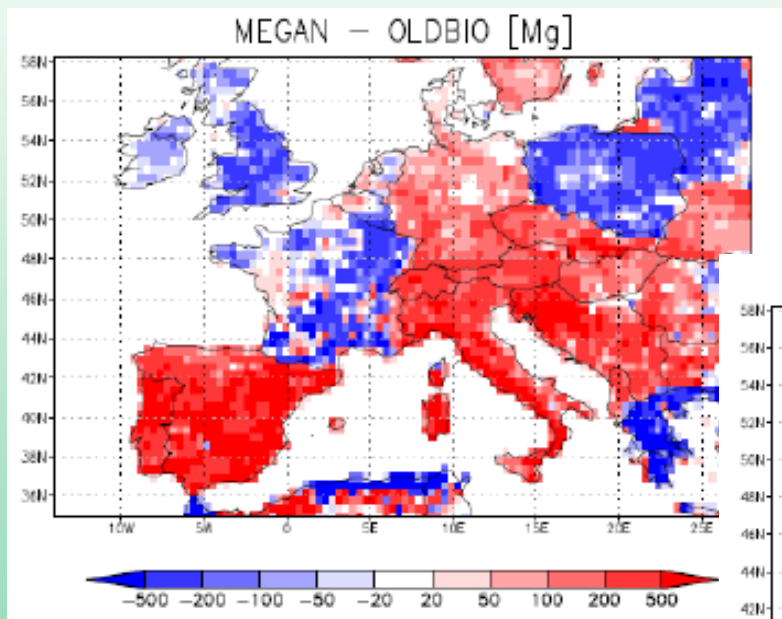 MEGAN – OLDBIO [Mg]
58N
56N
54N
52N
50N
48N
46N
44N
42N
40N
38N
36N
10W 5W 0 5E 10E 15E 20E 25E
-500 -200 -100 -50 -20 20 50 100 200 500
58N
56N
54N
52N
50N
48N
46N
44N
42N